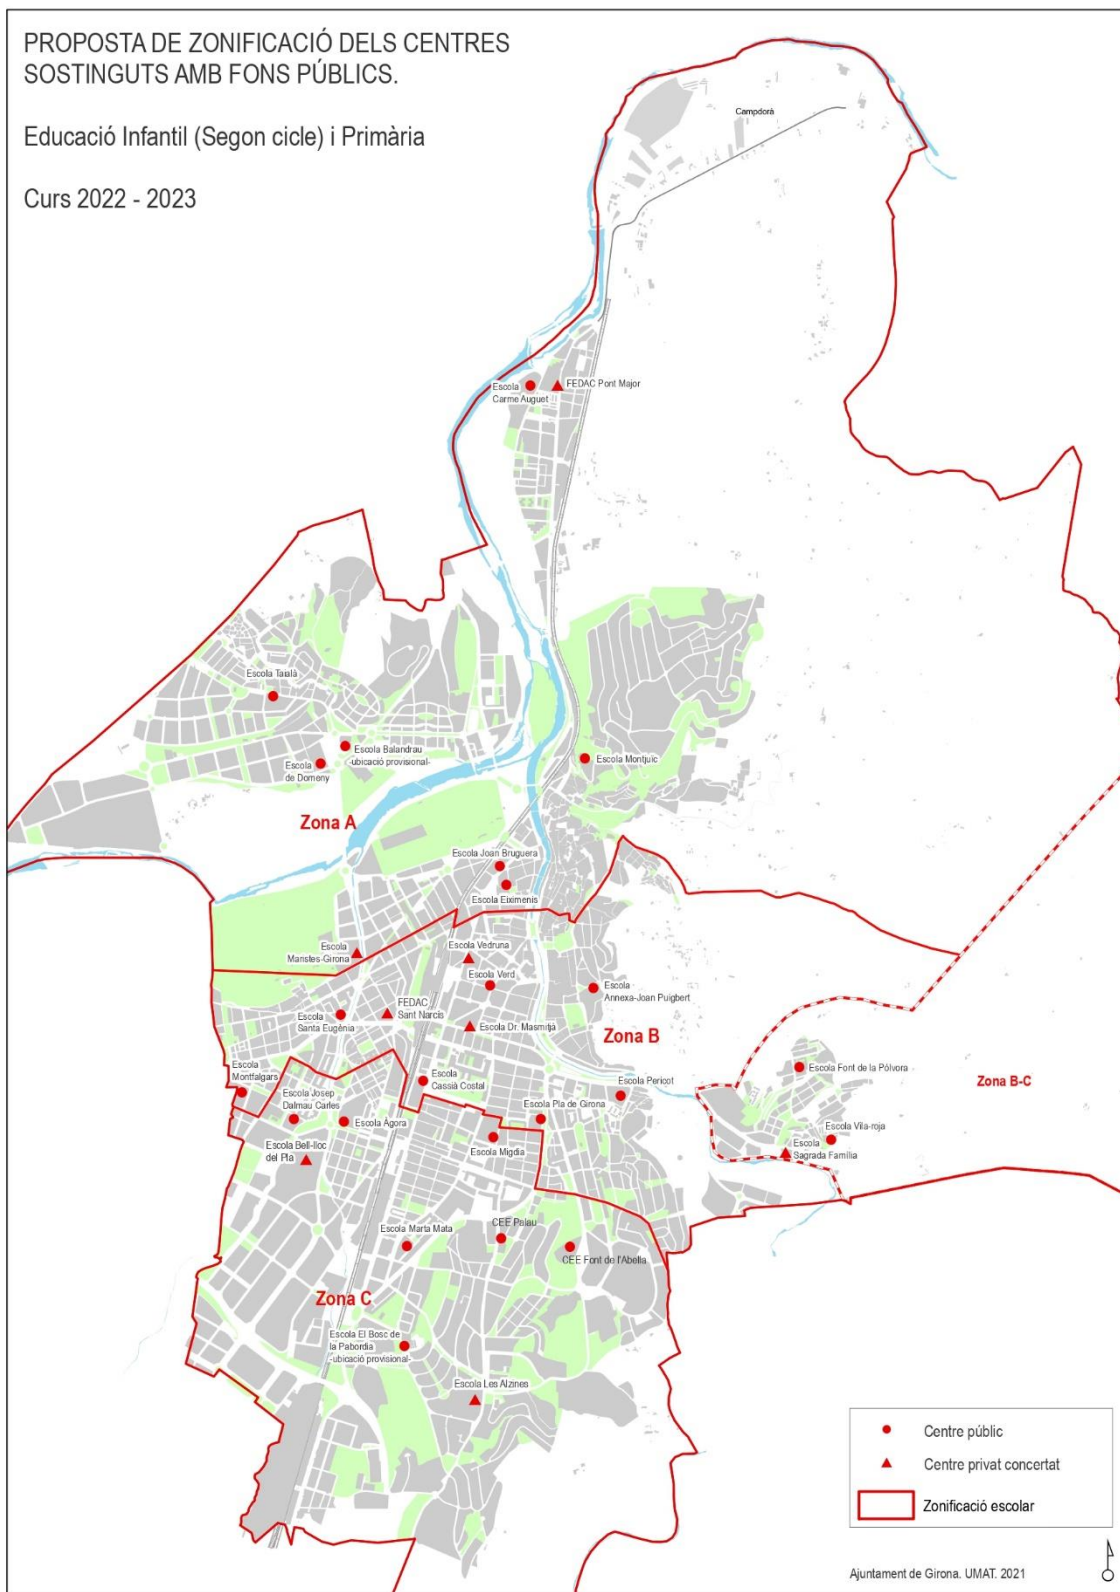 PROPOSTA DE ZONIFICACIÓ DELS CENTRES
SOSTINGUTS AMB FONS PÚBLICS.
Educació Infantil (Segon cicle) i Primària
Curs 2022 - 2023
Campdorà
Escola
Carme Auguet
FEDAC Pont Major
Escola Taialà
Escola Balandrau
-ubicació provisional-
Escola
de Domeny
Escola Montjuïc
Zona A
Escola Joan Bruguera
Escola Eiximenis
Escola
Maristes-Girona
Escola Vedruna
Escola Verd
Escola
Annexa-Joan Puigbert
FEDAC
Sant Narcís
Escola
Santa Eugènia
Escola Dr. Masmitjà
Zona B
Escola
Montfalgars
Escola
Cassià Costal
Escola Pericot
Escola Font de la Pólvora
Zona B-C
Escola Josep
Dalmau Carles
Escola Àgora
Escola Pla de Girona
Escola Migdia
Escola Vila-roja
Escola
Sagrada Família
Escola Bell-lloc
del Pla
Escola Marta Mata
CEE Palau
CEE Font de l'Abella
Zona C
Escola El Bosc de
la Pabordia
-ubicació provisional-
Escola Les Alzines
Centre públic
Centre privat concertat
Zonificació escolar
Ajuntament de Girona. UMAT. 2021